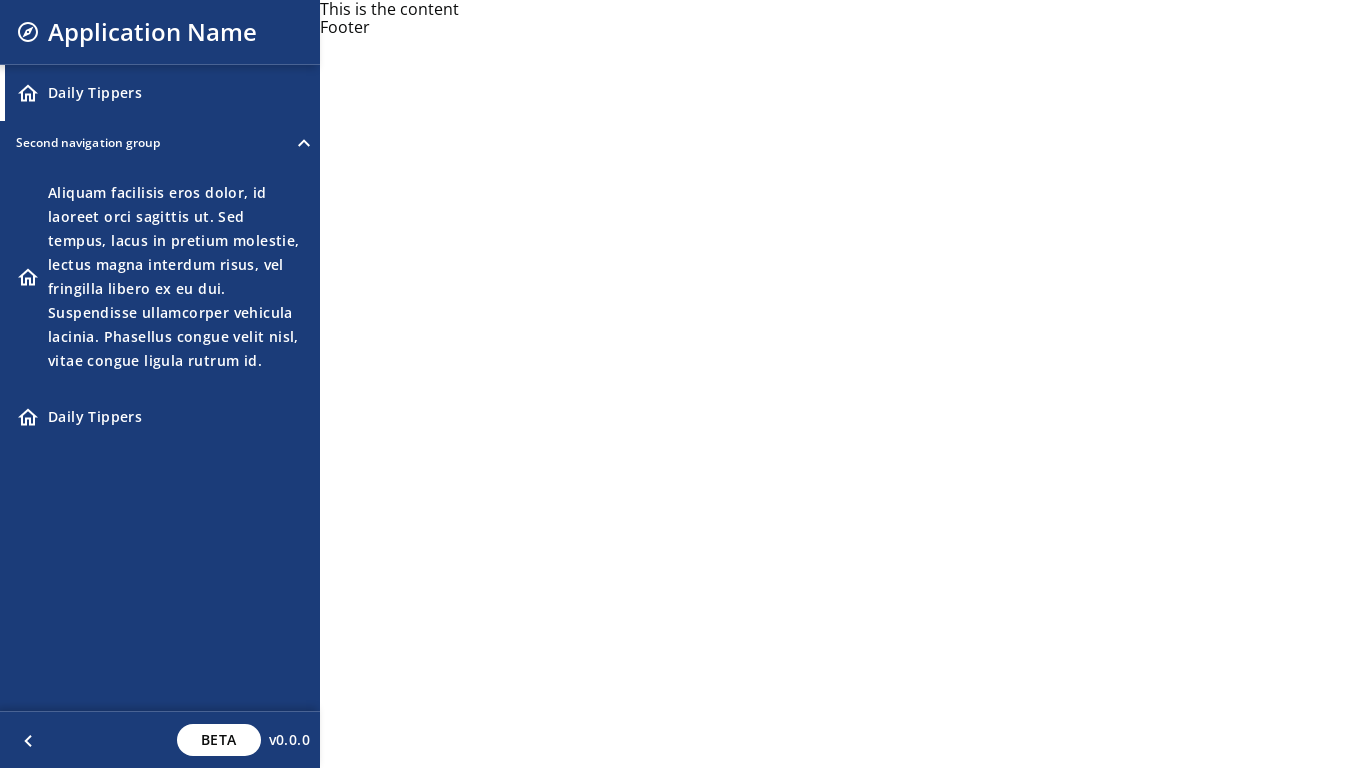 Application Name
Daily Tippers
Second navigation group
Aliquam facilisis eros dolor, id
laoreet orci sagittis ut. Sed
tempus, lacus in pretium molestie,
lectus magna interdum risus, vel
fringilla libero ex eu dui.
Suspendisse ullamcorper vehicula
lacinia. Phasellus congue velit nisl,
vitae congue ligula rutrum id.
Daily Tippers
BETA v0.0.0
This is the content
Footer